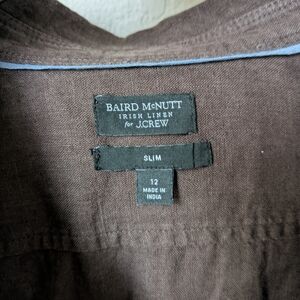 BAIRD McNUTT
IRISH LINEN
for J.CREW
SLIM
12
MADE IN
INDIA